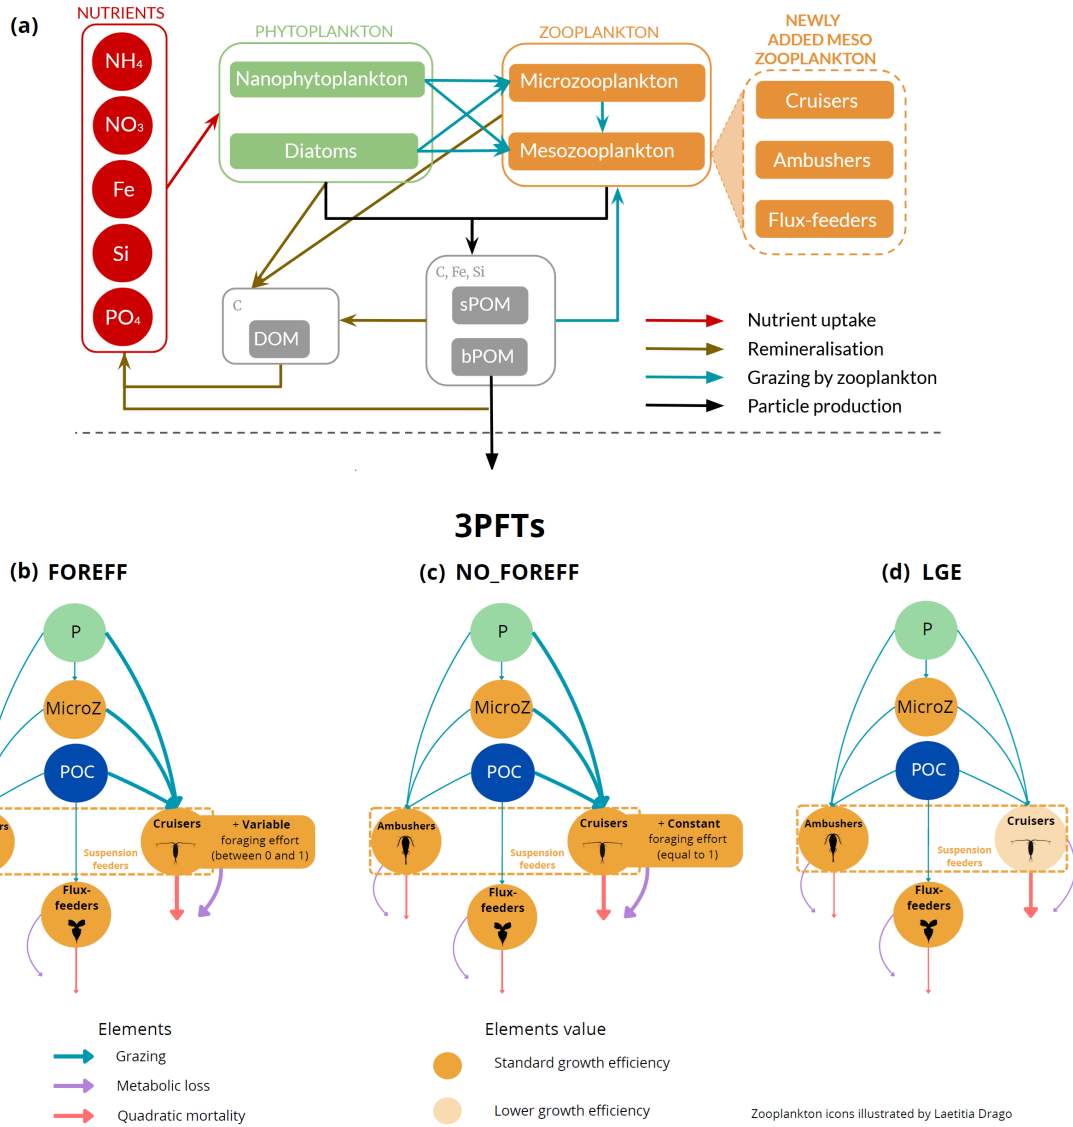 (a)
NUTRIENTS
NH₄
NO₃
Fe
Si
PO₄
PHYTOPLANKTON
Nanophytoplankton
Diatoms
ZOOPLANKTON
Microzooplankton
Mesozooplankton
NEWLY
ADDED MESO
ZOOPLANKTON
Cruisers
Ambushers
Flux-feeders
C
DOM
C, Fe, Si
sPOM
bPOM
Nutrient uptake
Remineralisation
Grazing by zooplankton
Particle production
3PFTs
(b) FOREFF
P
MicroZ
POC
rs
Cruisers
+ Variable
foraging effort
(between 0 and 1)
Suspension
feeders
Flux-
feeders
(c) NO_FOREFF
P
MicroZ
POC
Ambushers
Cruisers
+ Constant
foraging effort
(equal to 1)
Suspension
feeders
Flux-
feeders
(d) LGE
P
MicroZ
POC
Ambushers
Cruisers
Suspension
feeders
Flux-
feeders
Elements
Grazing
Metabolic loss
Quadratic mortality
Elements value
Standard growth efficiency
Lower growth efficiency
Zooplankton icons illustrated by Laetitia Drago